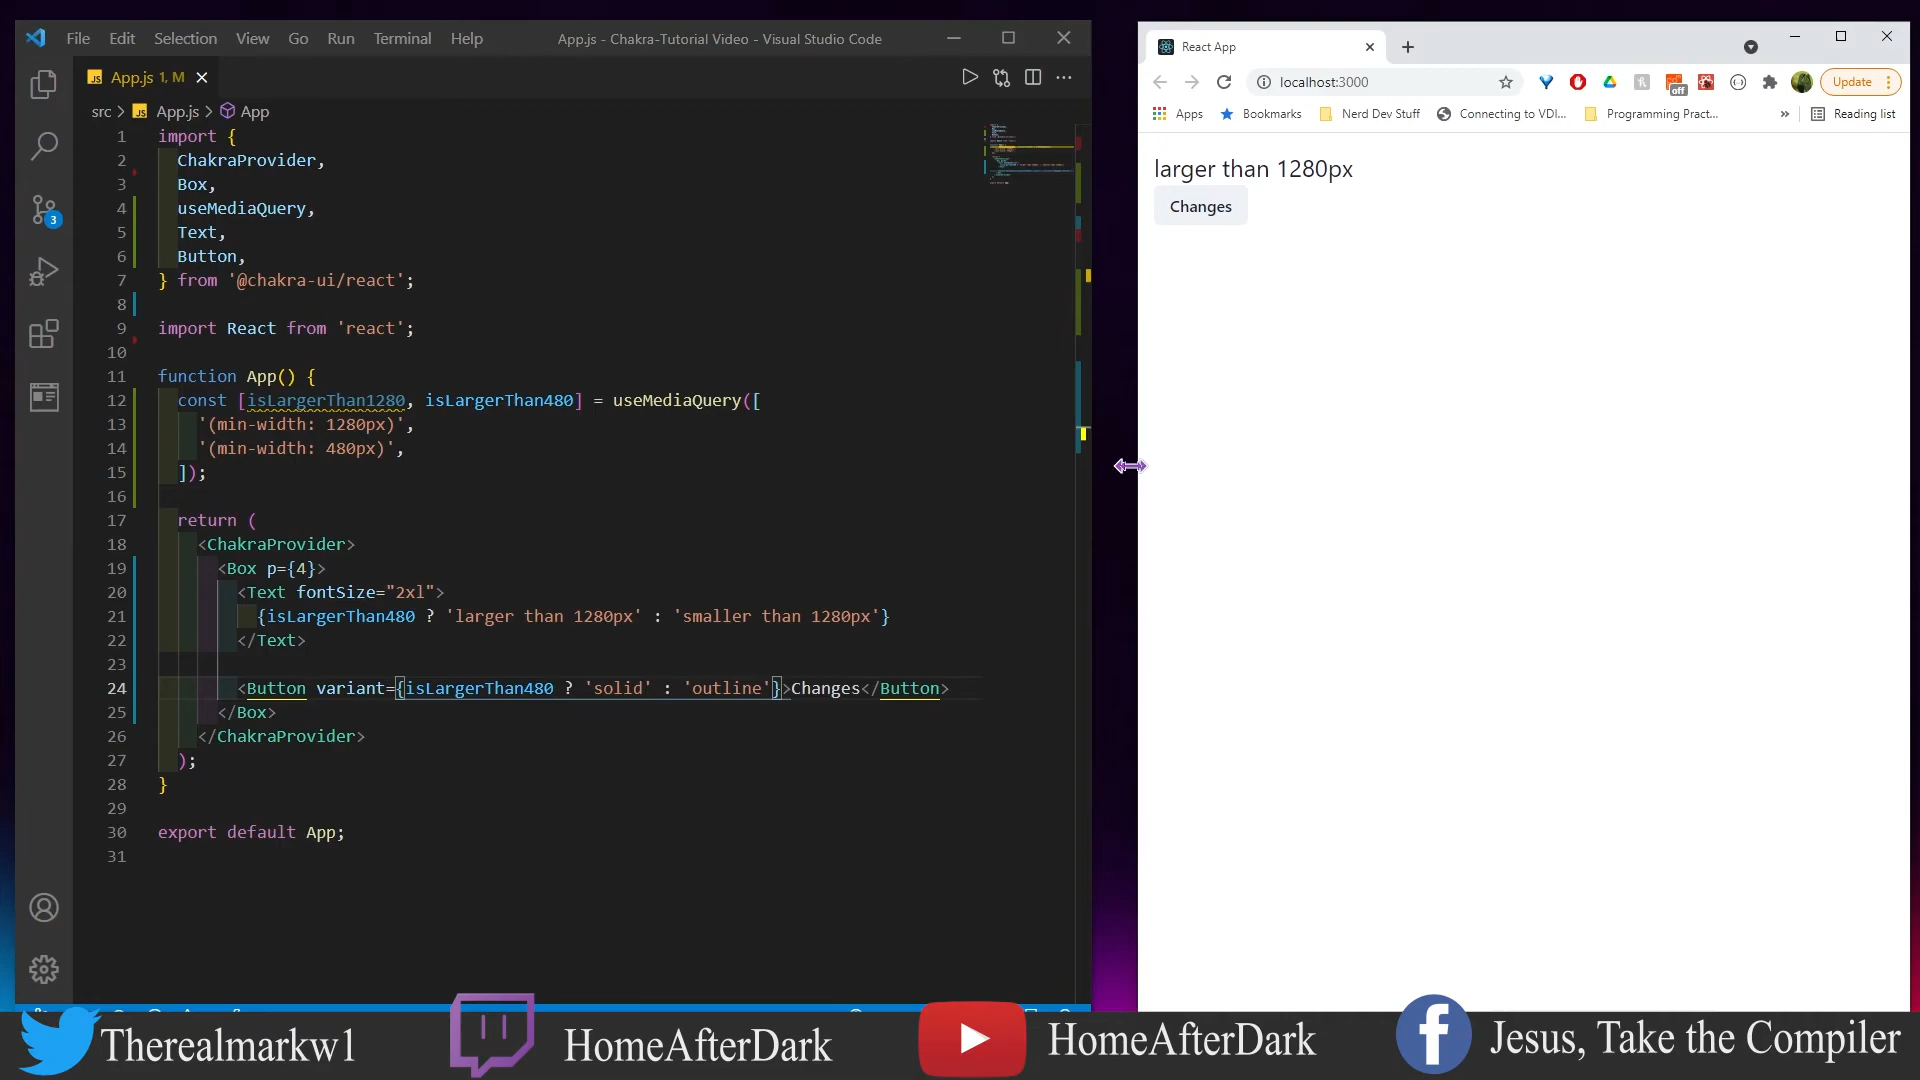 File Edit Selection View Go Run Terminal Help App.js - Chakra-Tutorial Video - Visual Studio Code
App.js 1, M
src > App.js > App
1 import {
2 ChakraProvider,
3 Box,
4 useMediaQuery,
5 Text,
6 Button,
7 } from '@chakra-ui/react';
8
9 import React from 'react';
10
11 function App() {
12 const [isLargerThan1280, isLargerThan480] = useMediaQuery([
13 '(min-width: 1280px)',
14 '(min-width: 480px)',
15 ]);
16
17 return (
18 <ChakraProvider>
19 <Box p={4}>
20 <Text fontSize="2xl">
21 {isLargerThan480 ? 'larger than 1280px' : 'smaller than 1280px'}
22 </Text>
23
24 <Button variant={isLargerThan480 ? 'solid' : 'outline'}>Changes</Button>
25 </Box>
26 </ChakraProvider>
27 );
28 }
29
30 export default App;
31
3
React App
localhost:3000
off
Update
Apps Bookmarks Nerd Dev Stuff Connecting to VDI... Programming Pract... » Reading list
larger than 1280px
Changes
Therealmarkw1 HomeAfterDark HomeAfterDark Jesus, Take the Compiler